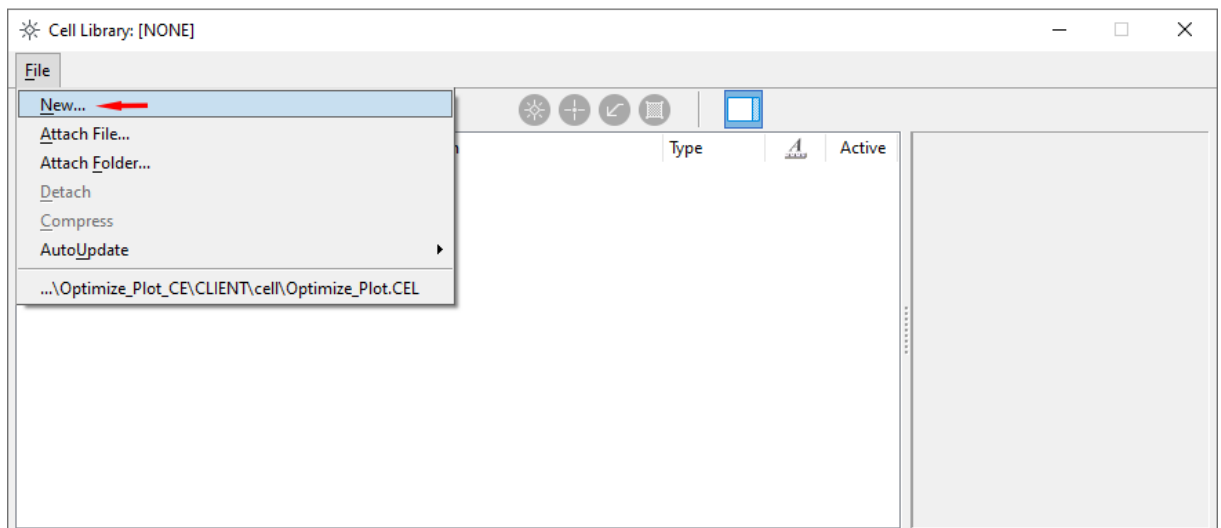 Cell Library: [NONE]
File
New...
Attach File...
Attach Folder...
Detach
Compress
AutoUpdate
...\Optimize_Plot_CE\CLIENT\cell\Optimize_Plot.CEL
Type A Active